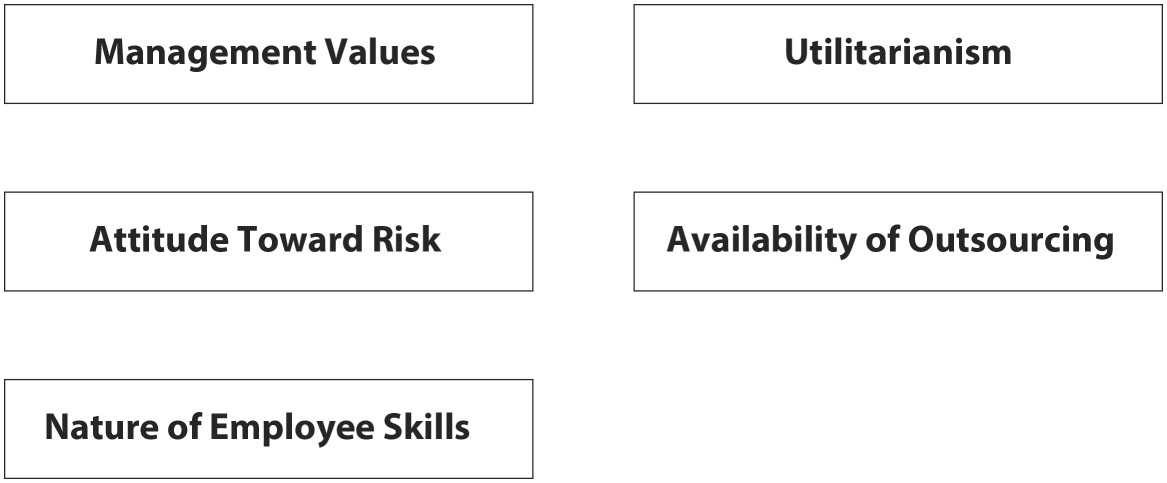 Management Values
Utilitarianism
Attitude Toward Risk
Availability of Outsourcing
Nature of Employee Skills